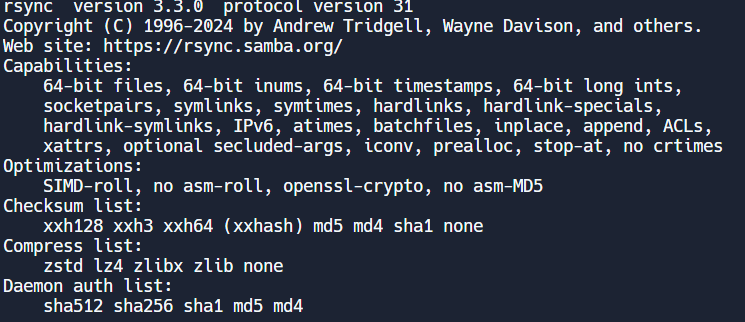 rsync  version 3.3.0  protocol version 31
Copyright (C) 1996-2024 by Andrew Tridgell, Wayne Davison, and others.
Web site: https://rsync.samba.org/
Capabilities:
    64-bit files, 64-bit inums, 64-bit timestamps, 64-bit long ints,
    socketpairs, symlinks, symtimes, hardlinks, hardlink-specials,
    hardlink-symlinks, IPv6, atimes, batchfiles, inplace, append, ACLs,
    xattrs, optional secluded-args, iconv, prealloc, stop-at, no crtimes
Optimizations:
    SIMD-roll, no asm-roll, openssl-crypto, no asm-MD5
Checksum list:
    xxh128 xxh3 xxh64 (xxhash) md5 md4 sha1 none
Compress list:
    zstd lz4 zlibx zlib none
Daemon auth list:
    sha512 sha256 sha1 md5 md4